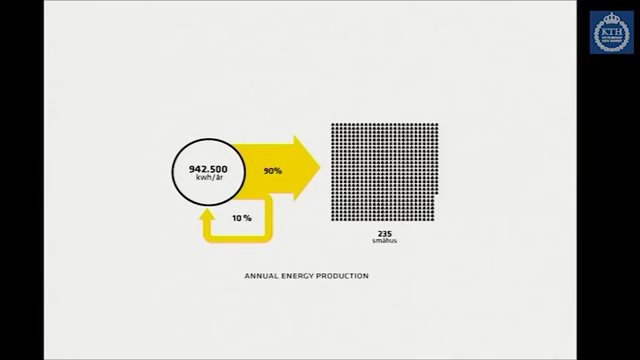 KTH
942.500
kwh/år
90%
10 %
235
småhus
ANNUAL ENERGY PRODUCTION